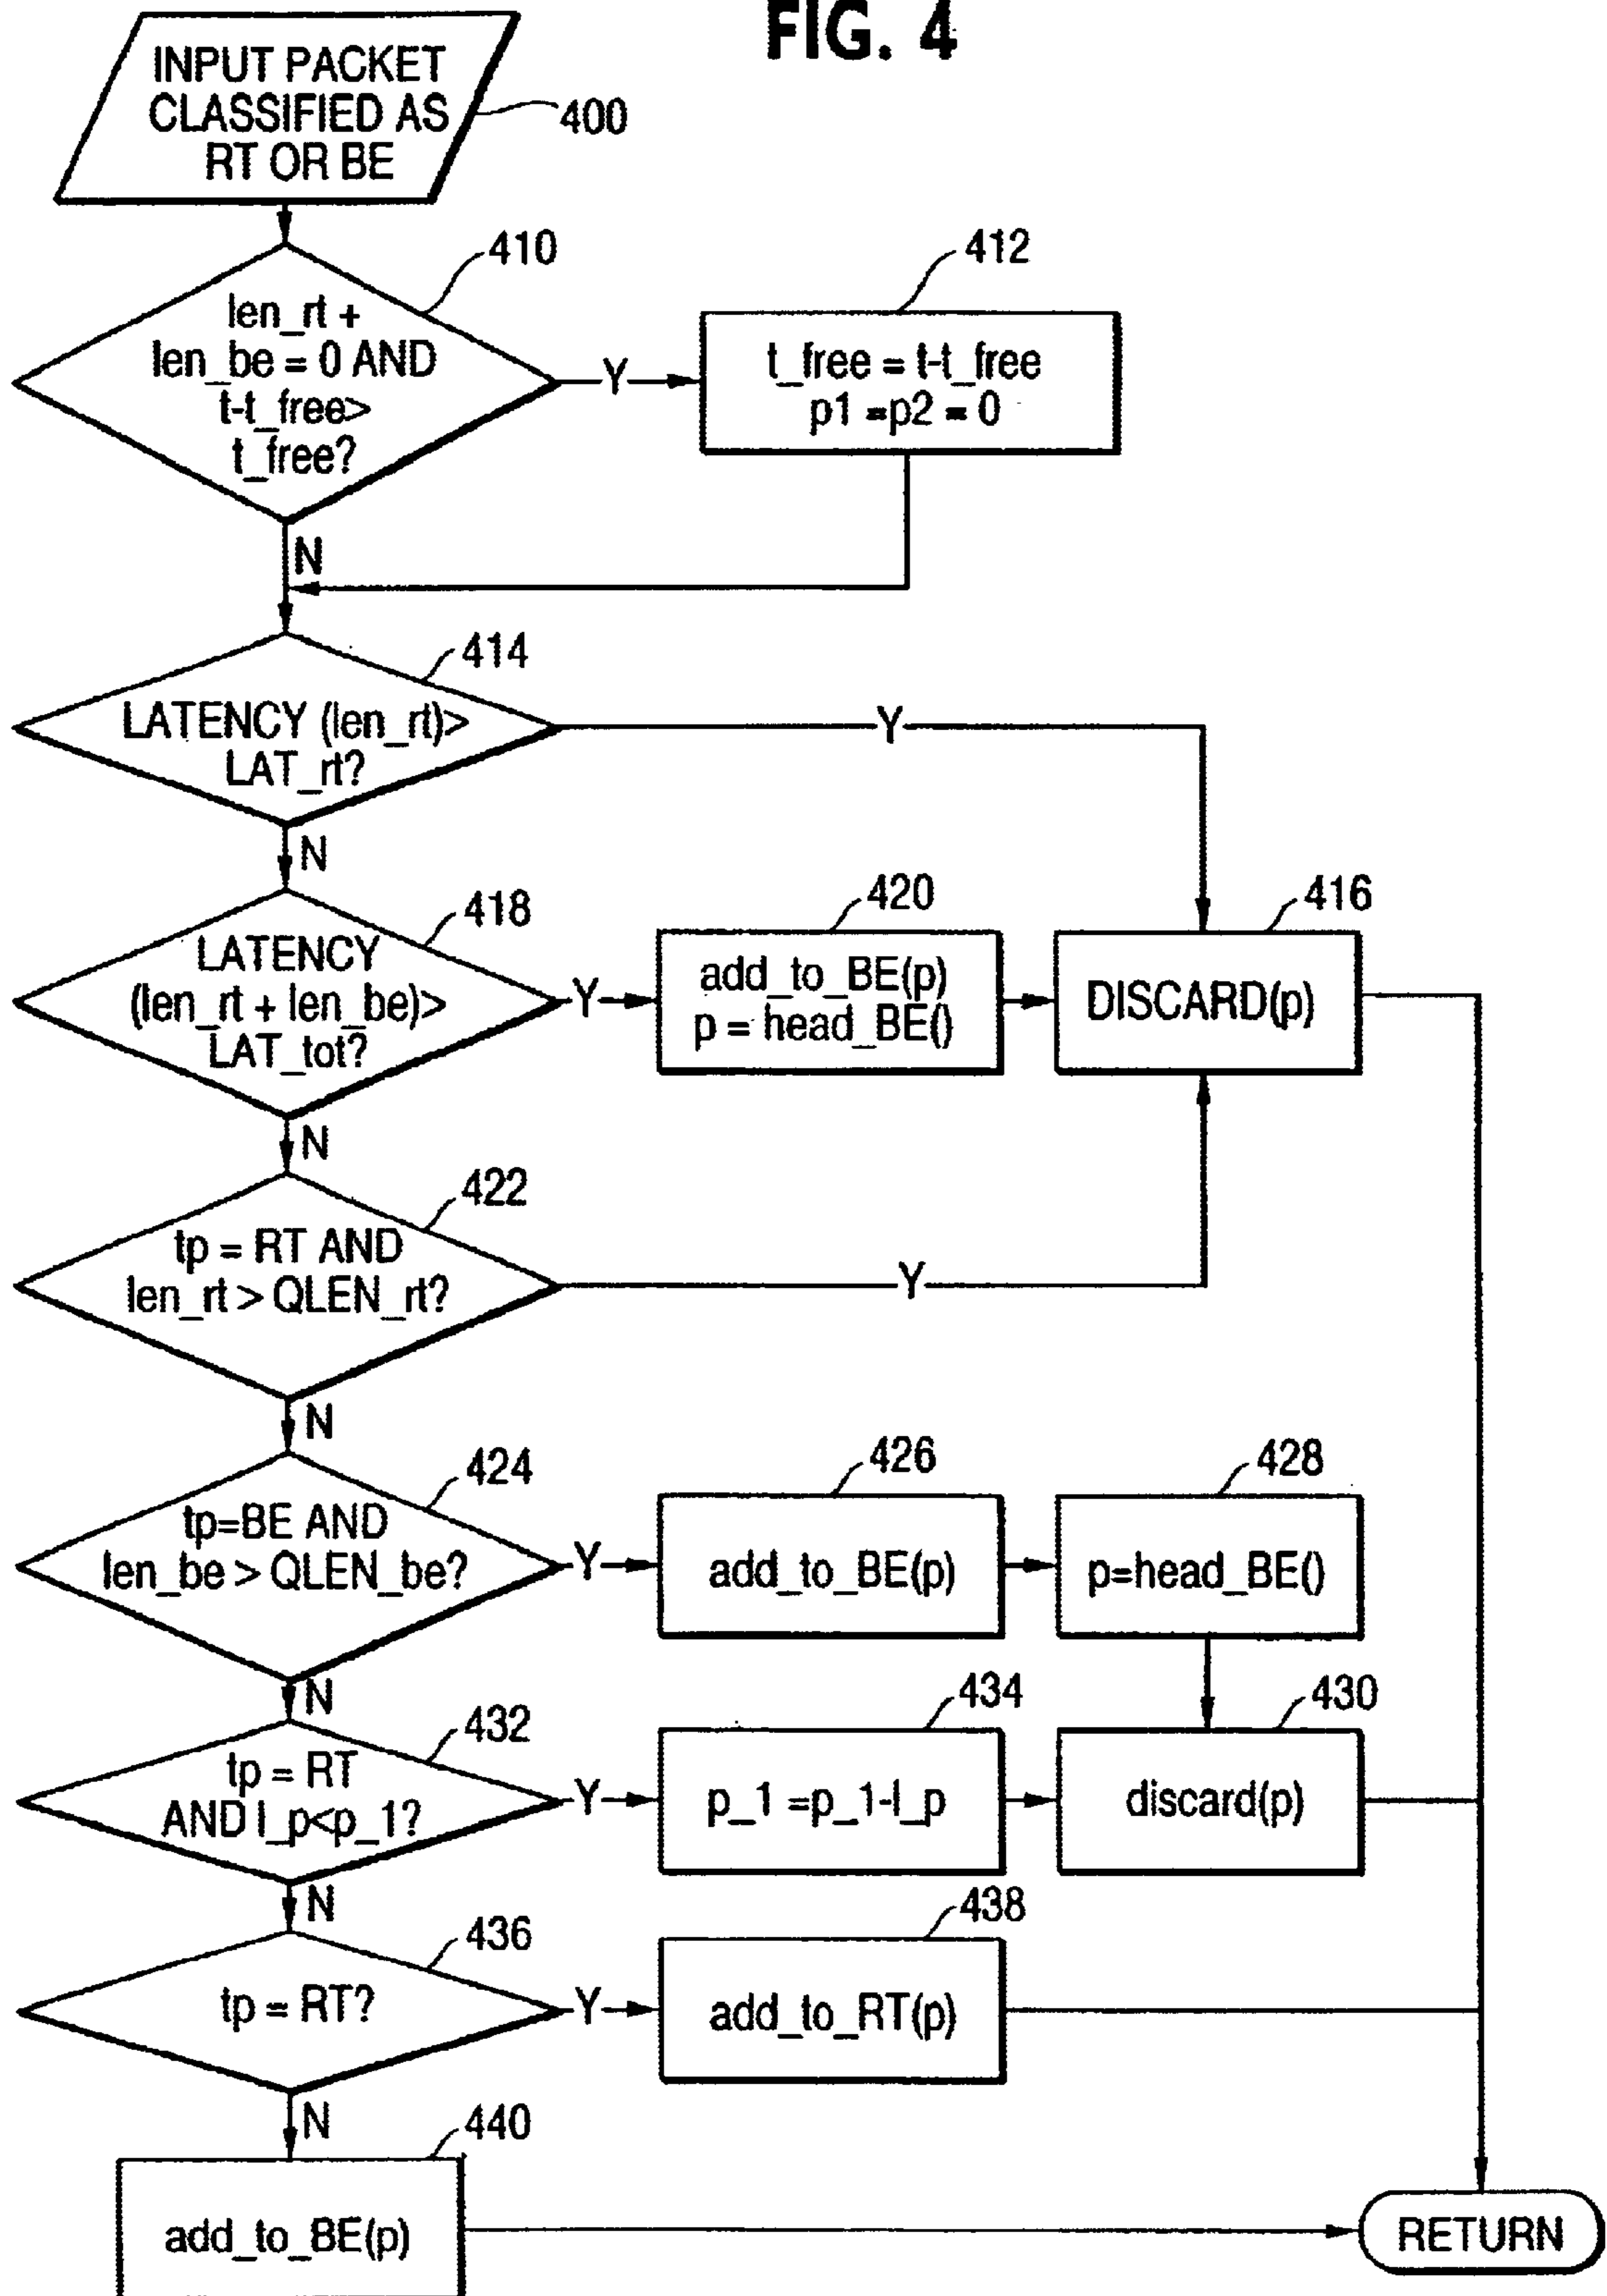 FIG. 4
INPUT PACKET
CLASSIFIED AS
RT OR BE
400
410
len_rt +
len_be = 0 AND
t-t_free>
t_free?
Y
412
t_free = t-t_free
p1 =p2 = 0
N
414
LATENCY (len_rt)>
LAT_rt?
Y
N
418
LATENCY
(len_rt + len_be)>
LAT_tot?
Y
420
add_to_BE(p)
p = head_BE()
416
DISCARD(p)
N
422
tp = RT AND
len_rt > QLEN_rt?
Y
N
424
tp=BE AND
len_be > QLEN_be?
Y
426
add_to_BE(p)
428
p=head_BE()
N
432
tp = RT
AND l_p<p_1?
Y
434
p_1 =p_1-l_p
430
discard(p)
N
436
tp = RT?
Y
438
add_to_RT(p)
N
440
add_to_BE(p)
RETURN